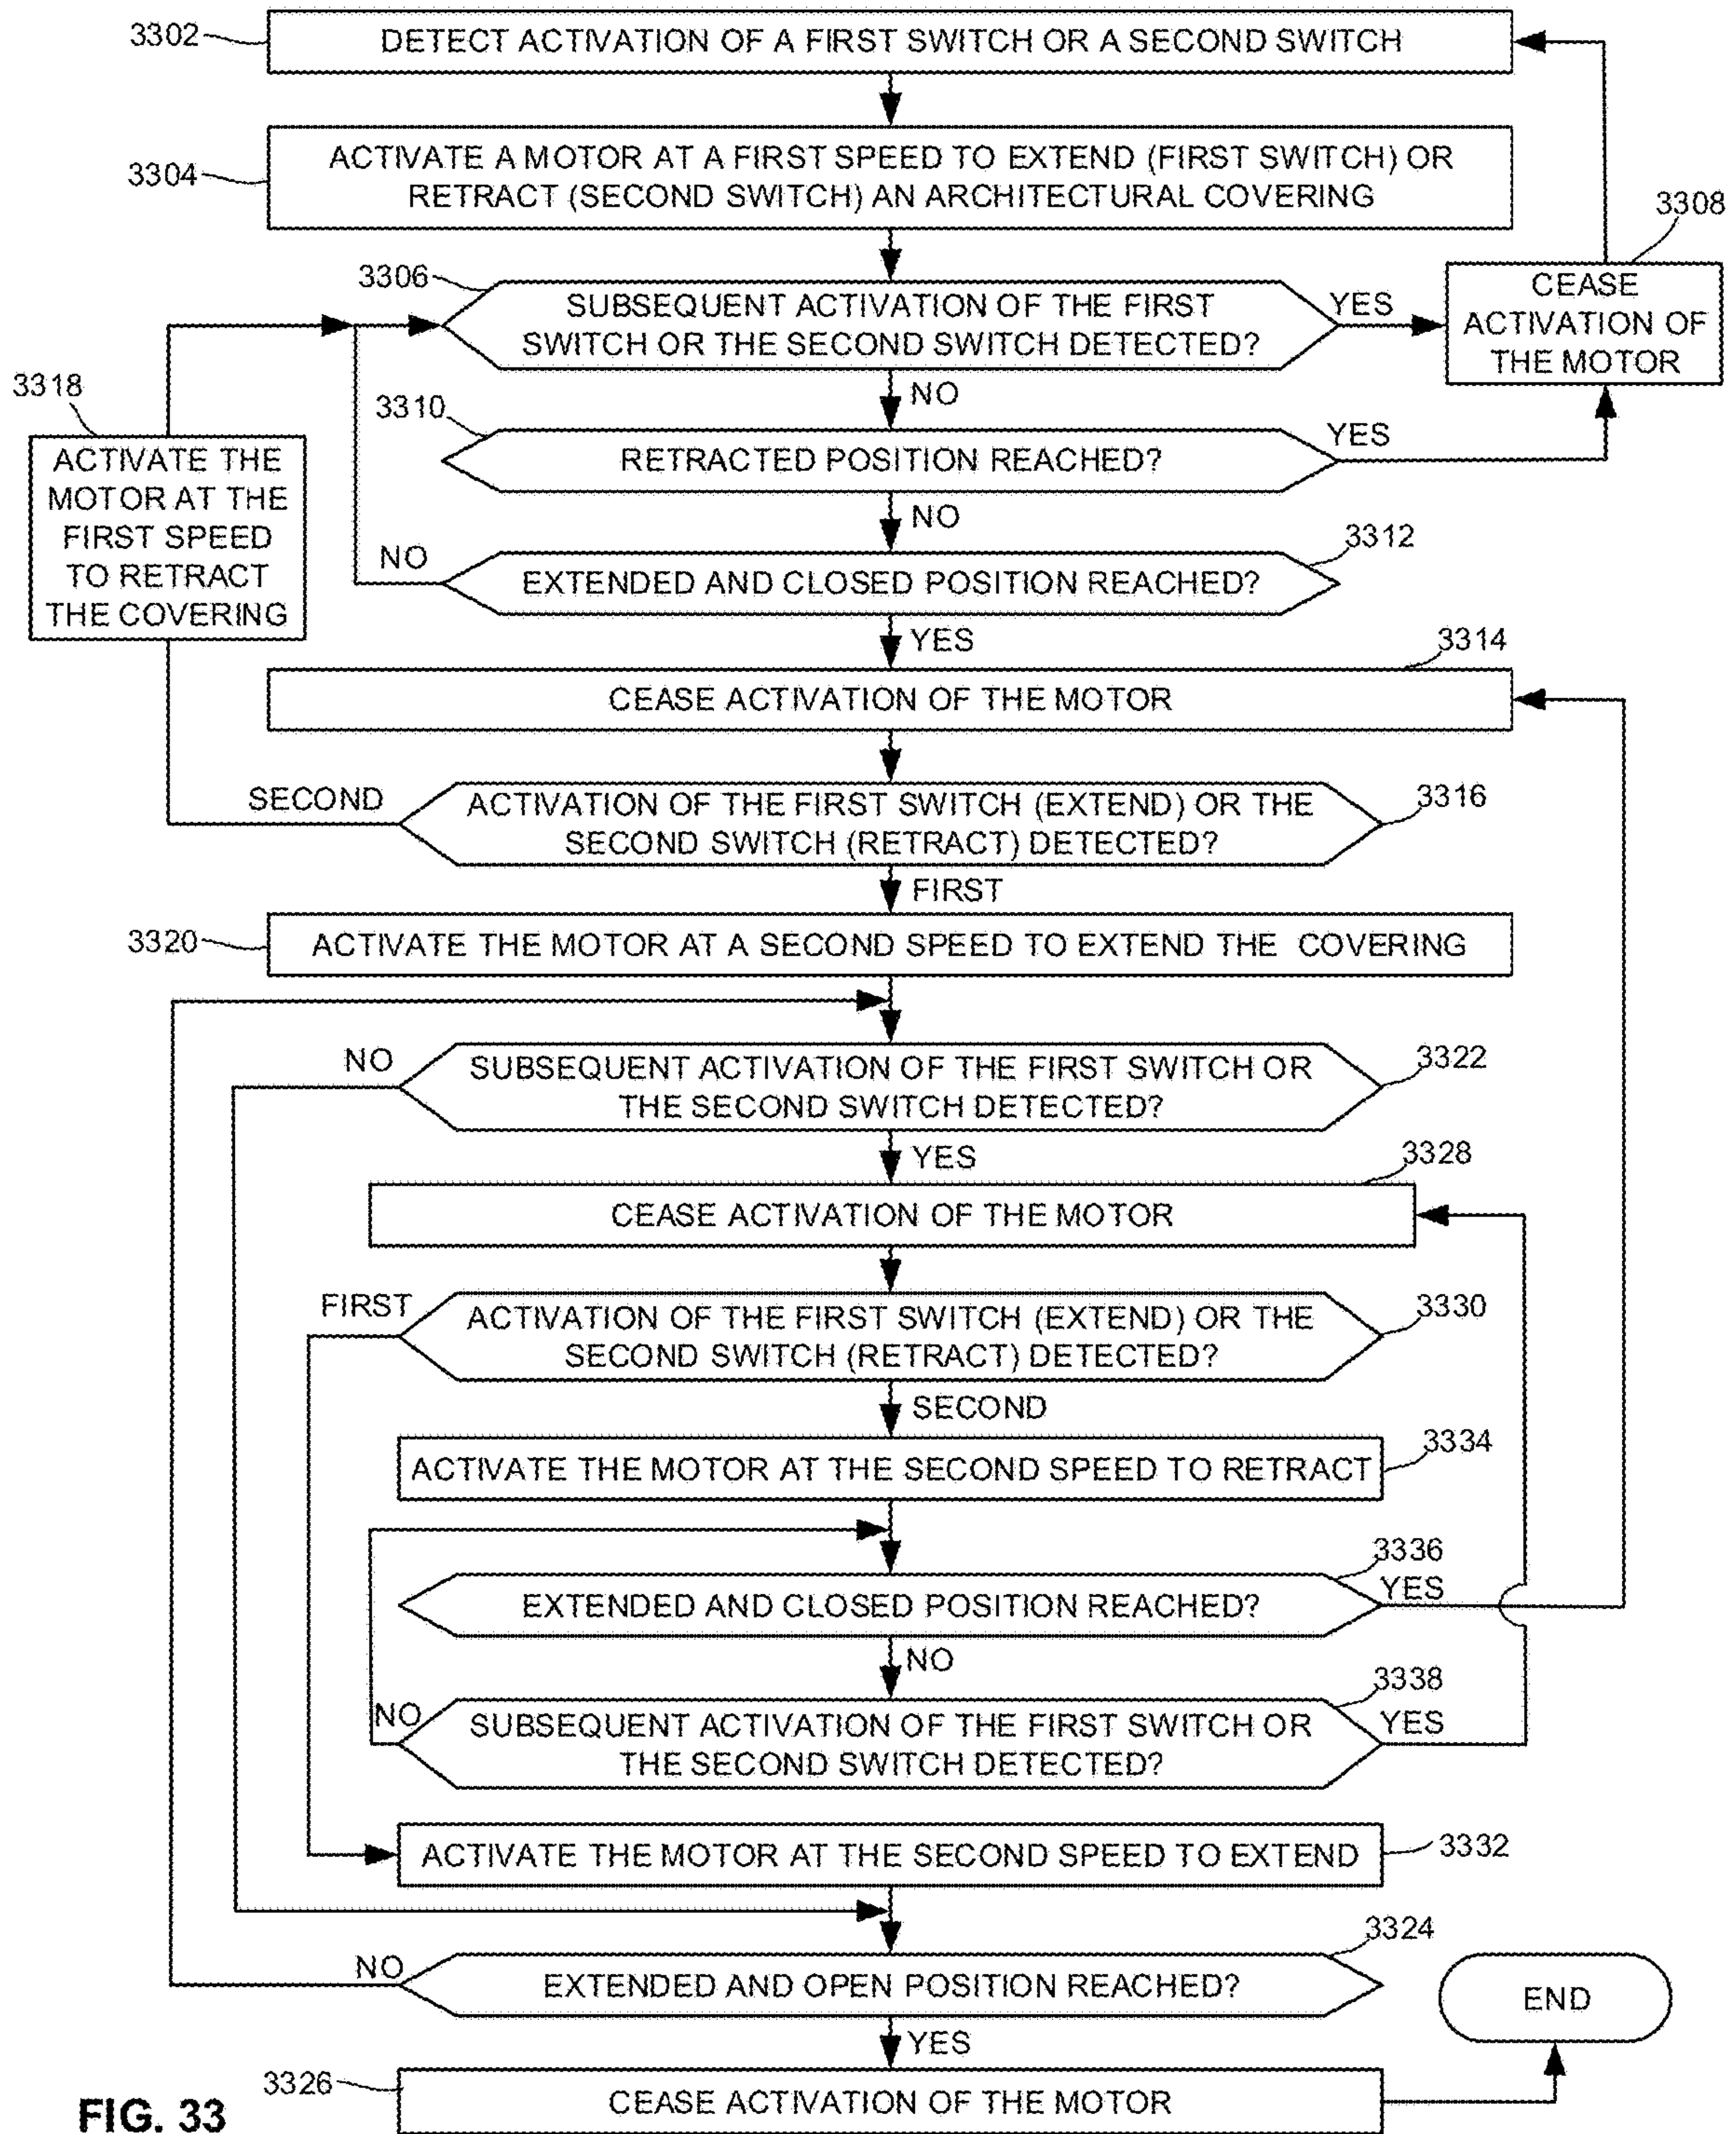 3302
DETECT ACTIVATION OF A FIRST SWITCH OR A SECOND SWITCH
3304
ACTIVATE A MOTOR AT A FIRST SPEED TO EXTEND (FIRST SWITCH) OR
RETRACT (SECOND SWITCH) AN ARCHITECTURAL COVERING
3308
CEASE
ACTIVATION OF
THE MOTOR
3306
SUBSEQUENT ACTIVATION OF THE FIRST
SWITCH OR THE SECOND SWITCH DETECTED?
YES
NO
3310
RETRACTED POSITION REACHED?
YES
NO
3318
ACTIVATE THE
MOTOR AT THE
FIRST SPEED
TO RETRACT
THE COVERING
3312
NO
EXTENDED AND CLOSED POSITION REACHED?
YES
3314
CEASE ACTIVATION OF THE MOTOR
SECOND
ACTIVATION OF THE FIRST SWITCH (EXTEND) OR THE
SECOND SWITCH (RETRACT) DETECTED?
3316
FIRST
3320
ACTIVATE THE MOTOR AT A SECOND SPEED TO EXTEND THE COVERING
NO
SUBSEQUENT ACTIVATION OF THE FIRST SWITCH OR
THE SECOND SWITCH DETECTED?
3322
YES
3328
CEASE ACTIVATION OF THE MOTOR
FIRST
ACTIVATION OF THE FIRST SWITCH (EXTEND) OR THE
SECOND SWITCH (RETRACT) DETECTED?
3330
SECOND
3334
ACTIVATE THE MOTOR AT THE SECOND SPEED TO RETRACT
3336
EXTENDED AND CLOSED POSITION REACHED?
YES
NO
3338
NO
SUBSEQUENT ACTIVATION OF THE FIRST SWITCH OR
THE SECOND SWITCH DETECTED?
YES
ACTIVATE THE MOTOR AT THE SECOND SPEED TO EXTEND
3332
3324
NO
EXTENDED AND OPEN POSITION REACHED?
END
YES
3326
CEASE ACTIVATION OF THE MOTOR
FIG. 33